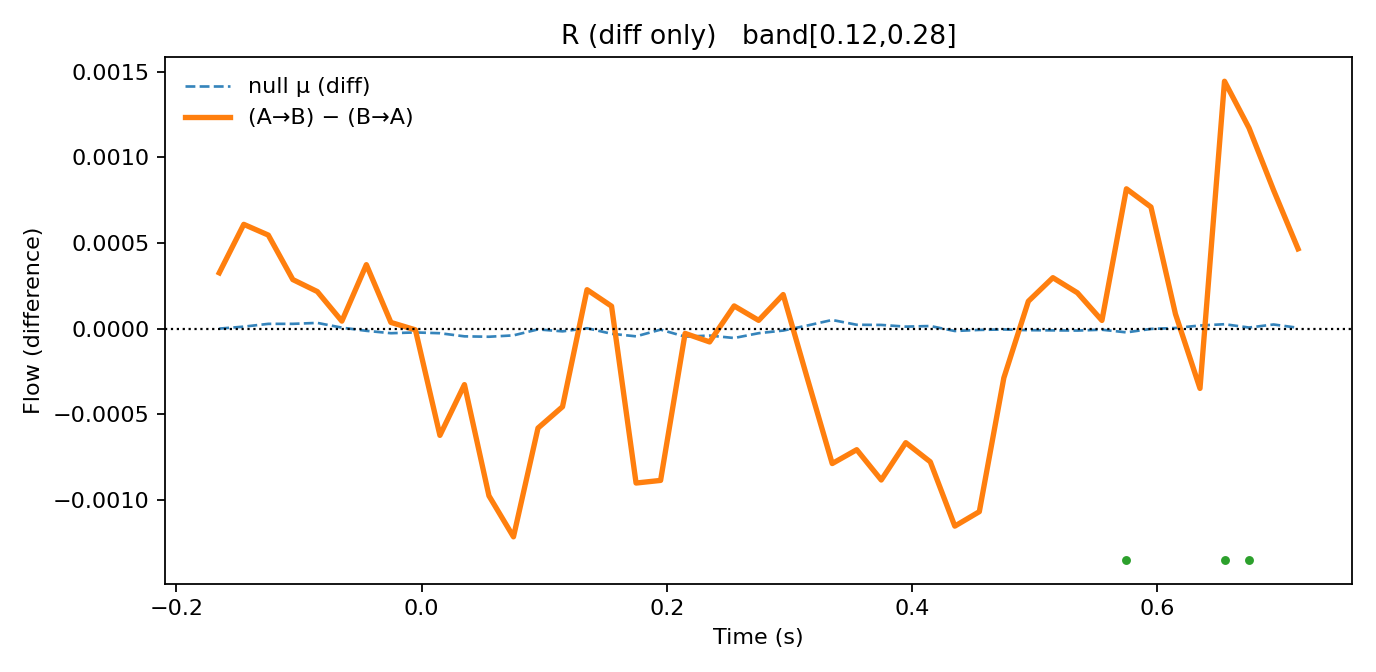 R (diff only)   band[0.12,0.28]
0.0015
0.0010
0.0005
0.0000
−0.0005
−0.0010
Flow (difference)
null μ (diff)
(A→B) − (B→A)
−0.2
0.0
0.2
0.4
0.6
Time (s)